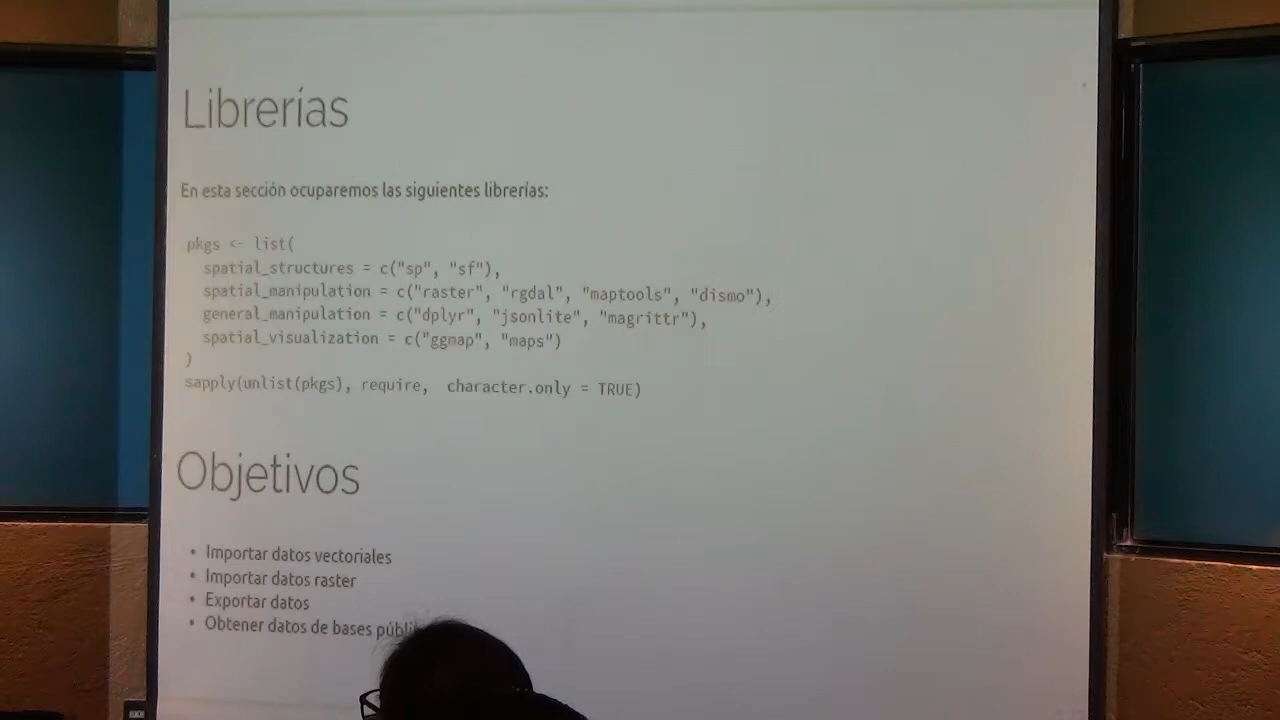 Librerías
En esta sección ocuparemos las siguientes librerías:
pkgs <- list(
spatial_structures = c("sp", "sf"),
spatial_manipulation = c("raster", "rgdal", "maptools", "dismo"),
general_manipulation = c("dplyr", "jsonlite", "magrittr"),
spatial_visualization = c("ggmap", "maps")
)
sapply(unlist(pkgs), require, character.only = TRUE)
Objetivos
• Importar datos vectoriales
• Importar datos raster
• Exportar datos
• Obtener datos de bases